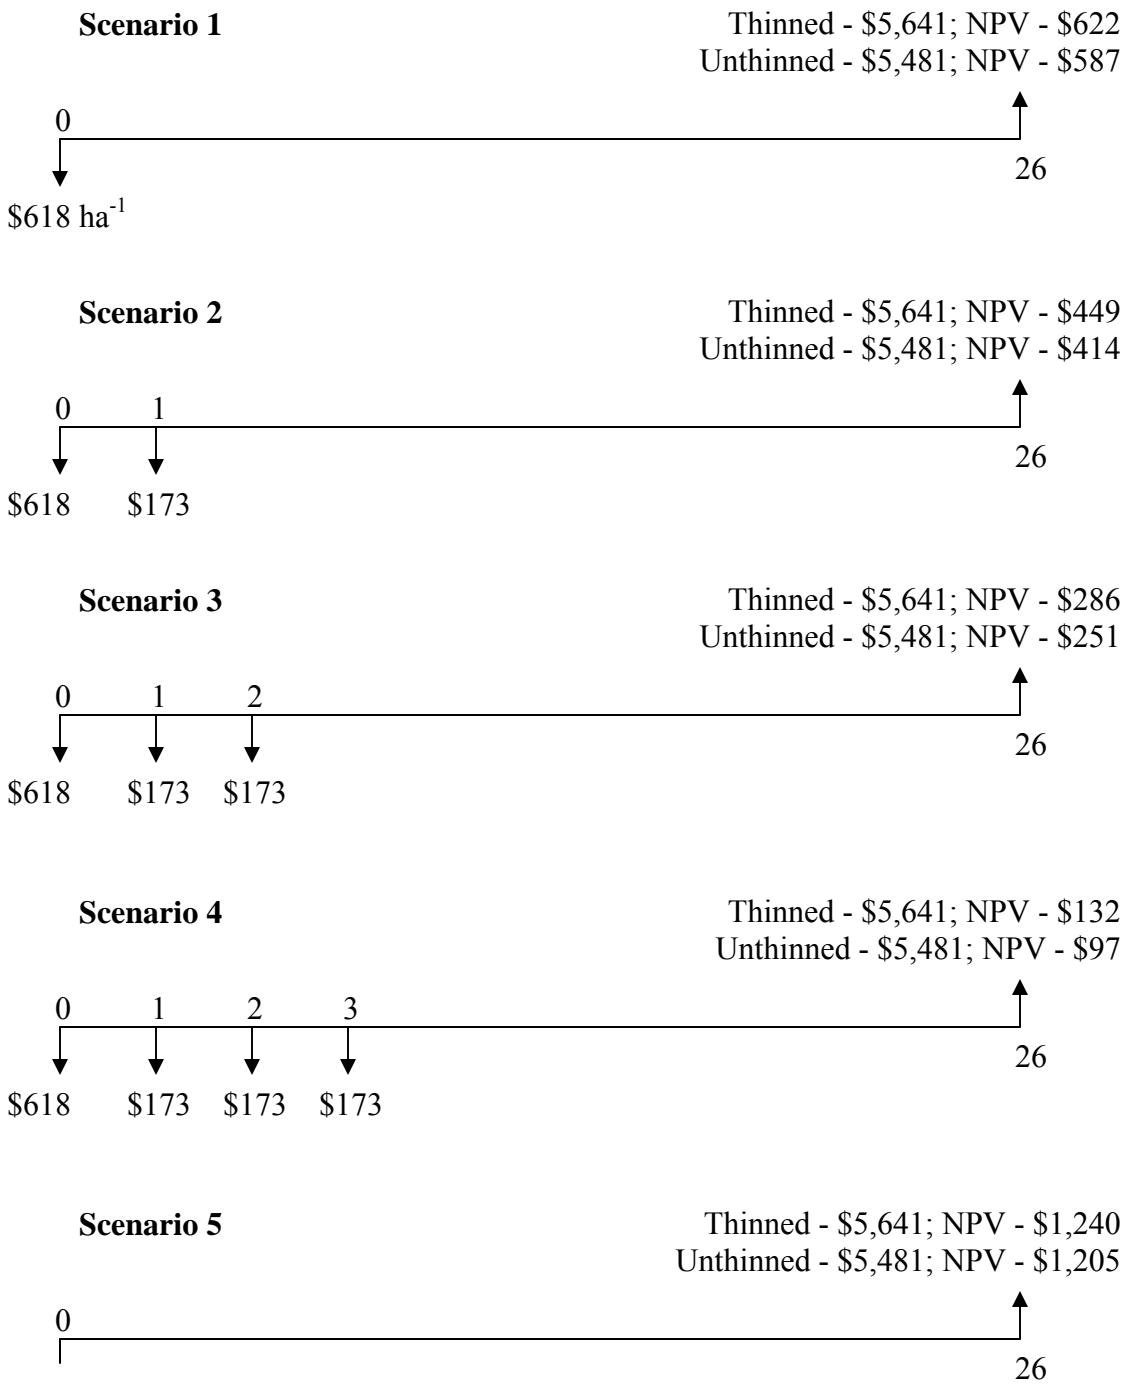 Scenario 1
Thinned - $5,641; NPV - $622
Unthinned - $5,481; NPV - $587
0
26
$618 ha⁻¹
Scenario 2
Thinned - $5,641; NPV - $449
Unthinned - $5,481; NPV - $414
0 1
26
$618 $173
Scenario 3
Thinned - $5,641; NPV - $286
Unthinned - $5,481; NPV - $251
0 1 2
26
$618 $173 $173
Scenario 4
Thinned - $5,641; NPV - $132
Unthinned - $5,481; NPV - $97
0 1 2 3
26
$618 $173 $173 $173
Scenario 5
Thinned - $5,641; NPV - $1,240
Unthinned - $5,481; NPV - $1,205
0
26